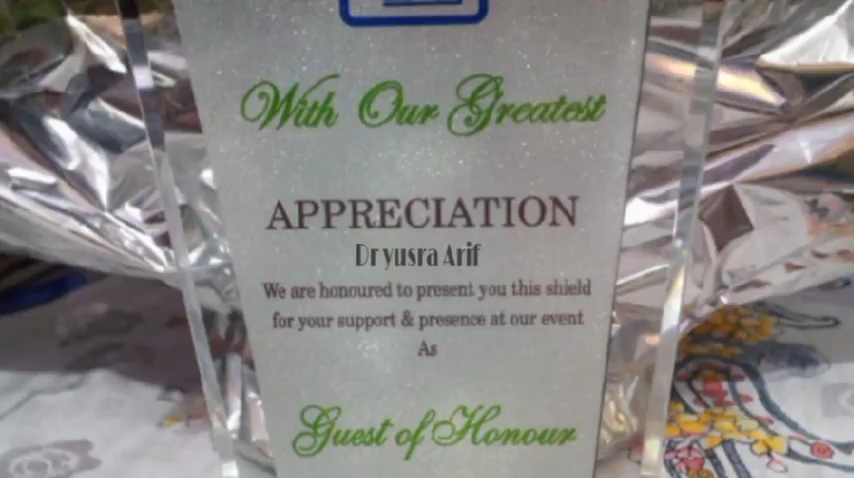 With Our Greatest
APPRECIATION
Dr yusra Arif
We are honoured to present you this shield
for your support & presence at our event
As
Guest of Honour